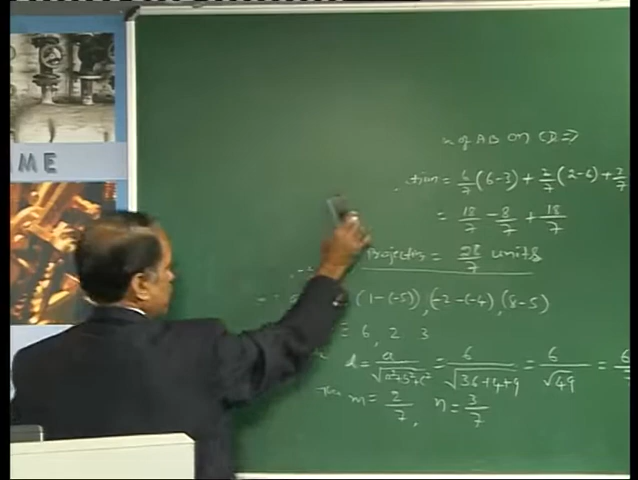 ME
n of AB on CD ⇒
tion = 6/7 (6-3) + 2/7 (2-6) + 3/7
= 18/7 - 8/7 + 18/7
Projection = 28/7 units
(1-(-5)), (-2-(-4)), (8-5)
= 6, 2 3
l = a/√(a²+b²+c²) = 6/√(36+4+9) = 6/√49 = 6
m = 2/7, n = 3/7